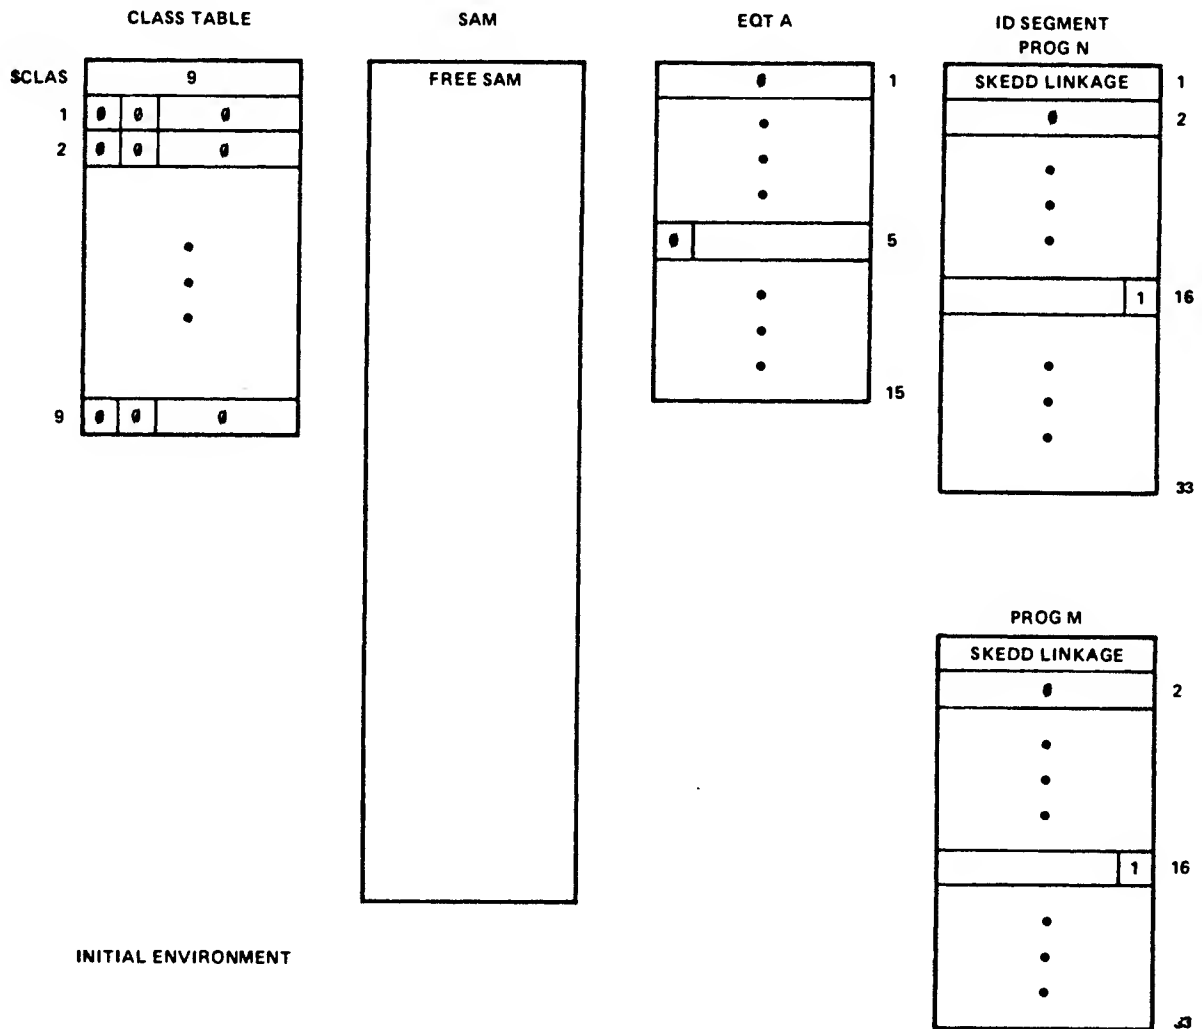 CLASS TABLE
$CLAS 9
1 Ø Ø Ø
2 Ø Ø Ø
9 Ø Ø Ø
SAM
FREE SAM
EQT A
Ø 1
Ø 5
15
ID SEGMENT
PROG N
SKEDD LINKAGE 1
Ø 2
1 16
33
PROG M
SKEDD LINKAGE
Ø 2
1 16
33
INITIAL ENVIRONMENT